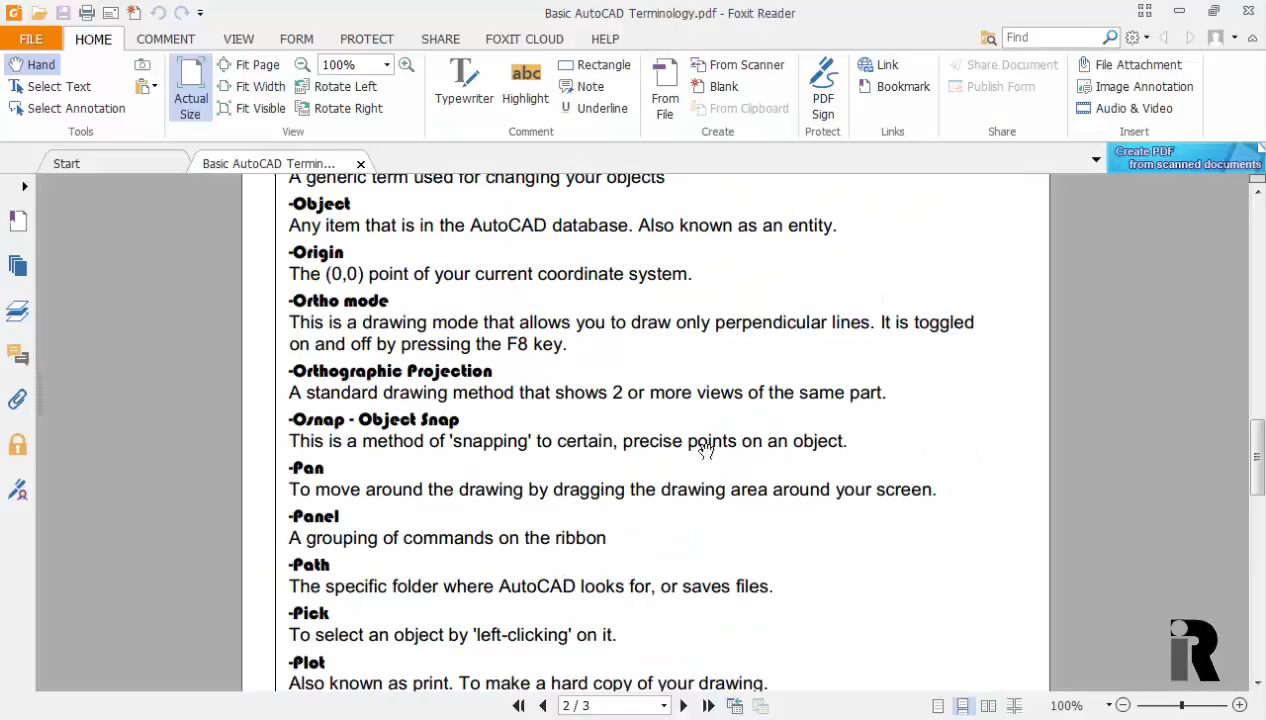 Basic AutoCAD Terminology.pdf - Foxit Reader
FILE HOME COMMENT VIEW FORM PROTECT SHARE FOXIT CLOUD HELP
Find
Hand
Select Text
Select Annotation
Tools
Actual Size
Fit Page
Fit Width
Fit Visible
100%
Rotate Left
Rotate Right
View
Typewriter
Highlight
Rectangle
Note
Underline
Comment
From File
From Scanner
Blank
From Clipboard
Create
PDF Sign
Protect
Link
Bookmark
Links
Share Document
Publish Form
Share
File Attachment
Image Annotation
Audio & Video
Insert
Start
Basic AutoCAD Termin...
Create PDF
from scanned documents
A generic term used for changing your objects
-Object
Any item that is in the AutoCAD database. Also known as an entity.
-Origin
The (0,0) point of your current coordinate system.
-Ortho mode
This is a drawing mode that allows you to draw only perpendicular lines. It is toggled
on and off by pressing the F8 key.
-Orthographic Projection
A standard drawing method that shows 2 or more views of the same part.
-Osnap - Object Snap
This is a method of 'snapping' to certain, precise points on an object.
-Pan
To move around the drawing by dragging the drawing area around your screen.
-Panel
A grouping of commands on the ribbon
-Path
The specific folder where AutoCAD looks for, or saves files.
-Pick
To select an object by 'left-clicking' on it.
-Plot
Also known as print. To make a hard copy of your drawing.
iR
2 / 3
100%